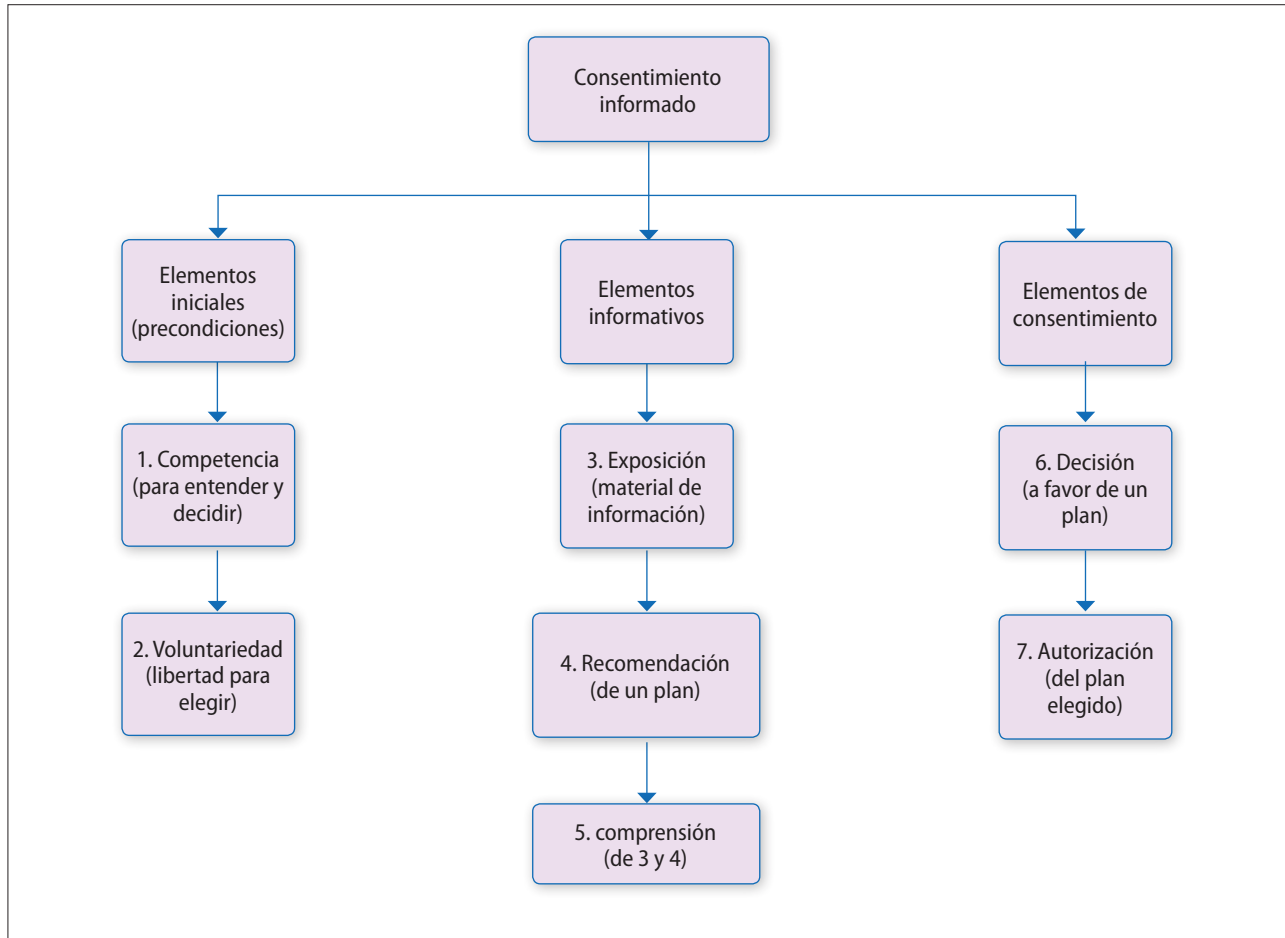 Consentimiento
informado
Elementos
iniciales
(precondiciones)
1. Competencia
(para entender y
decidir)
2. Voluntariedad
(libertad para
elegir)
Elementos
informativos
3. Exposición
(material de
información)
4. Recomendación
(de un plan)
5. comprensión
(de 3 y 4)
Elementos de
consentimiento
6. Decisión
(a favor de un
plan)
7. Autorización
(del plan
elegido)